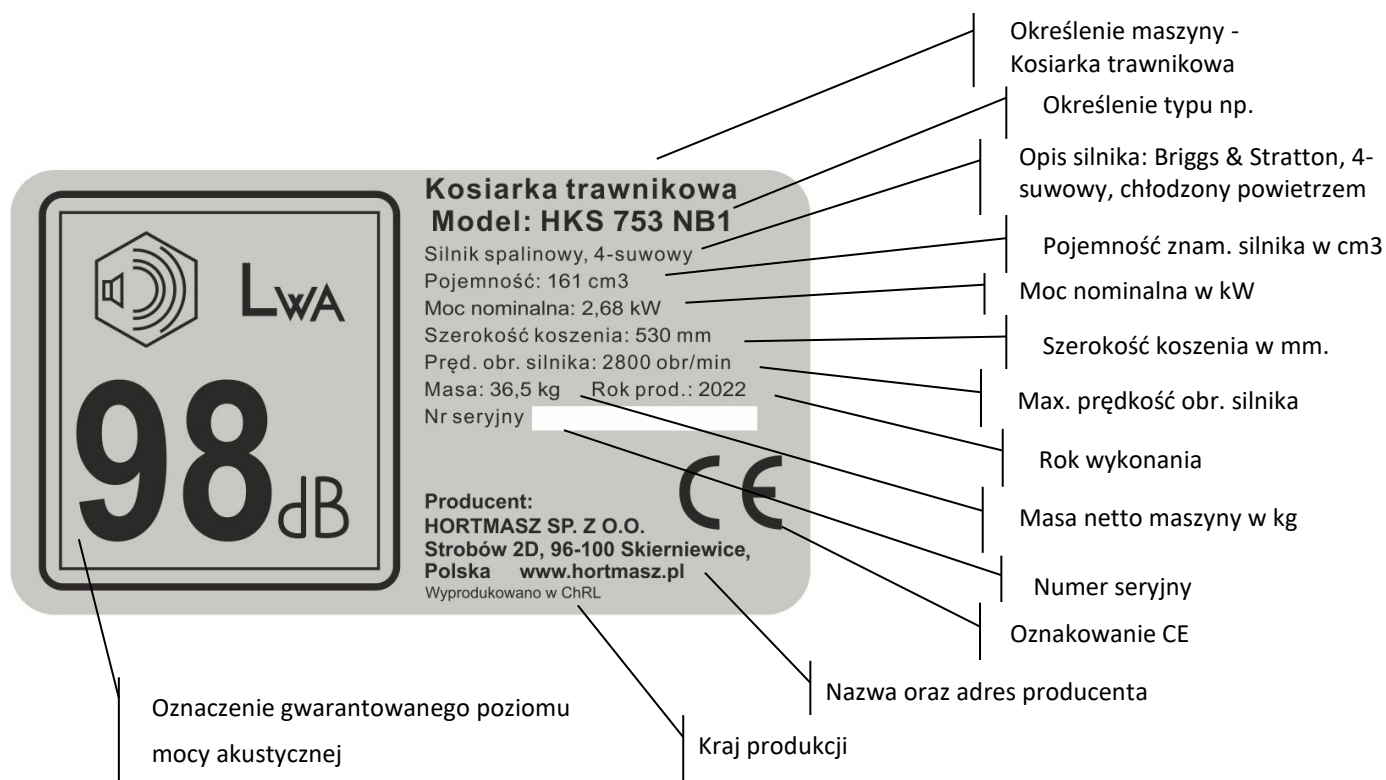 Określenie maszyny -
Kosiarka trawnikowa
Określenie typu np.
Opis silnika: Briggs & Stratton, 4-
suwowy, chłodzony powietrzem
Pojemność znam. silnika w cm3
Moc nominalna w kW
Szerokość koszenia w mm.
Max. prędkość obr. silnika
Rok wykonania
Masa netto maszyny w kg
Numer seryjny
Oznakowanie CE
Kosiarka trawnikowa
Model: HKS 753 NB1
Silnik spalinowy, 4-suwowy
Pojemność: 161 cm3
Moc nominalna: 2,68 kW
Szerokość koszenia: 530 mm
Pręd. obr. silnika: 2800 obr/min
Masa: 36,5 kg Rok prod.: 2022
Nr seryjny
LWA
98 dB
CE
Producent:
HORTMASZ SP. Z O.O.
Strobów 2D, 96-100 Skierniewice,
Polska www.hortmasz.pl
Wyprodukowano w ChRL
Nazwa oraz adres producenta
Oznaczenie gwarantowanego poziomu
mocy akustycznej
Kraj produkcji